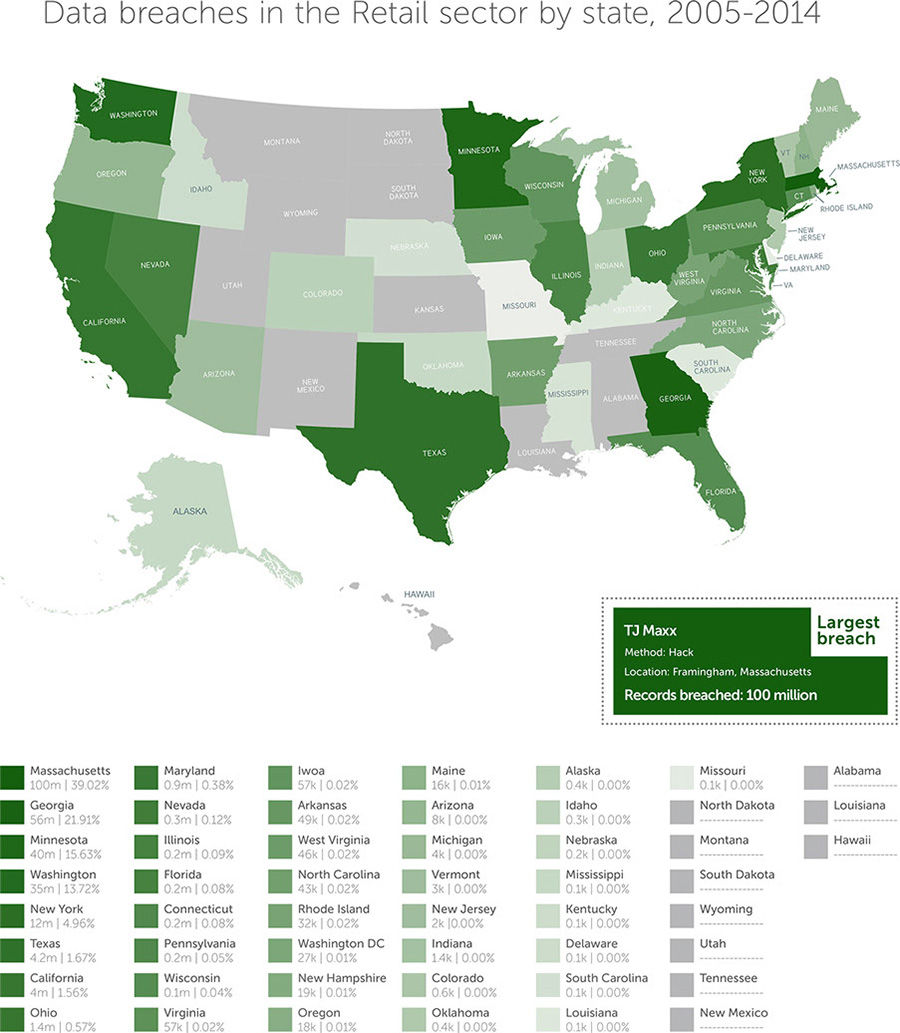 Data breaches in the Retail sector by state, 2005-2014
WASHINGTON
MONTANA
NORTH
DAKOTA
MINNESOTA
MAINE
OREGON
IDAHO
SOUTH
DAKOTA
WISCONSIN
MICHIGAN
NEW
YORK
VT
NH
MASSACHUSETTS
CT
RHODE ISLAND
WYOMING
NEBRASKA
IOWA
PENNSYLVANIA
NEW
JERSEY
NEVADA
UTAH
COLORADO
ILLINOIS
INDIANA
OHIO
WEST
VIRGINIA
VIRGINIA
DELAWARE
MARYLAND
VA
CALIFORNIA
KANSAS
MISSOURI
KENTUCKY
NORTH
CAROLINA
ARIZONA
NEW
MEXICO
OKLAHOMA
ARKANSAS
TENNESSEE
SOUTH
CAROLINA
MISSISSIPPI
ALABAMA
GEORGIA
TEXAS
LOUISIANA
FLORIDA
ALASKA
HAWAII
TJ Maxx
Largest
breach
Method: Hack
Location: Framingham, Massachusetts
Records breached: 100 million
Massachusetts
100m | 39.02%
Georgia
56m | 21.91%
Minnesota
40m | 15.63%
Washington
35m | 13.72%
New York
12m | 4.96%
Texas
4.2m | 1.67%
California
4m | 1.56%
Ohio
1.4m | 0.57%
Maryland
0.9m | 0.38%
Nevada
0.3m | 0.12%
Illinois
0.2m | 0.09%
Florida
0.2m | 0.08%
Connecticut
0.2m | 0.08%
Pennsylvania
0.2m | 0.05%
Wisconsin
0.1m | 0.04%
Virginia
57k | 0.02%
Iwoa
57k | 0.02%
Arkansas
49k | 0.02%
West Virginia
46k | 0.02%
North Carolina
43k | 0.02%
Rhode Island
32k | 0.02%
Washington DC
27k | 0.01%
New Hampshire
19k | 0.01%
Oregon
18k | 0.01%
Maine
16k | 0.01%
Arizona
8k | 0.00%
Michigan
4k | 0.00%
Vermont
3k | 0.00%
New Jersey
2k |0.00%
Indiana
1.4k | 0.00%
Colorado
0.6k | 0.00%
Oklahoma
0.4k | 0.00%
Alaska
0.4k | 0.00%
Idaho
0.3k | 0.00%
Nebraska
0.2k | 0.00%
Mississippi
0.1k | 0.00%
Kentucky
0.1k | 0.00%
Delaware
0.1k | 0.00%
South Carolina
0.1k | 0.00%
Louisiana
0.1k | 0.00%
Missouri
0.1k | 0.00%
North Dakota
Montana
South Dakota
Wyoming
Utah
Tennessee
New Mexico
Alabama
Louisiana
Hawaii